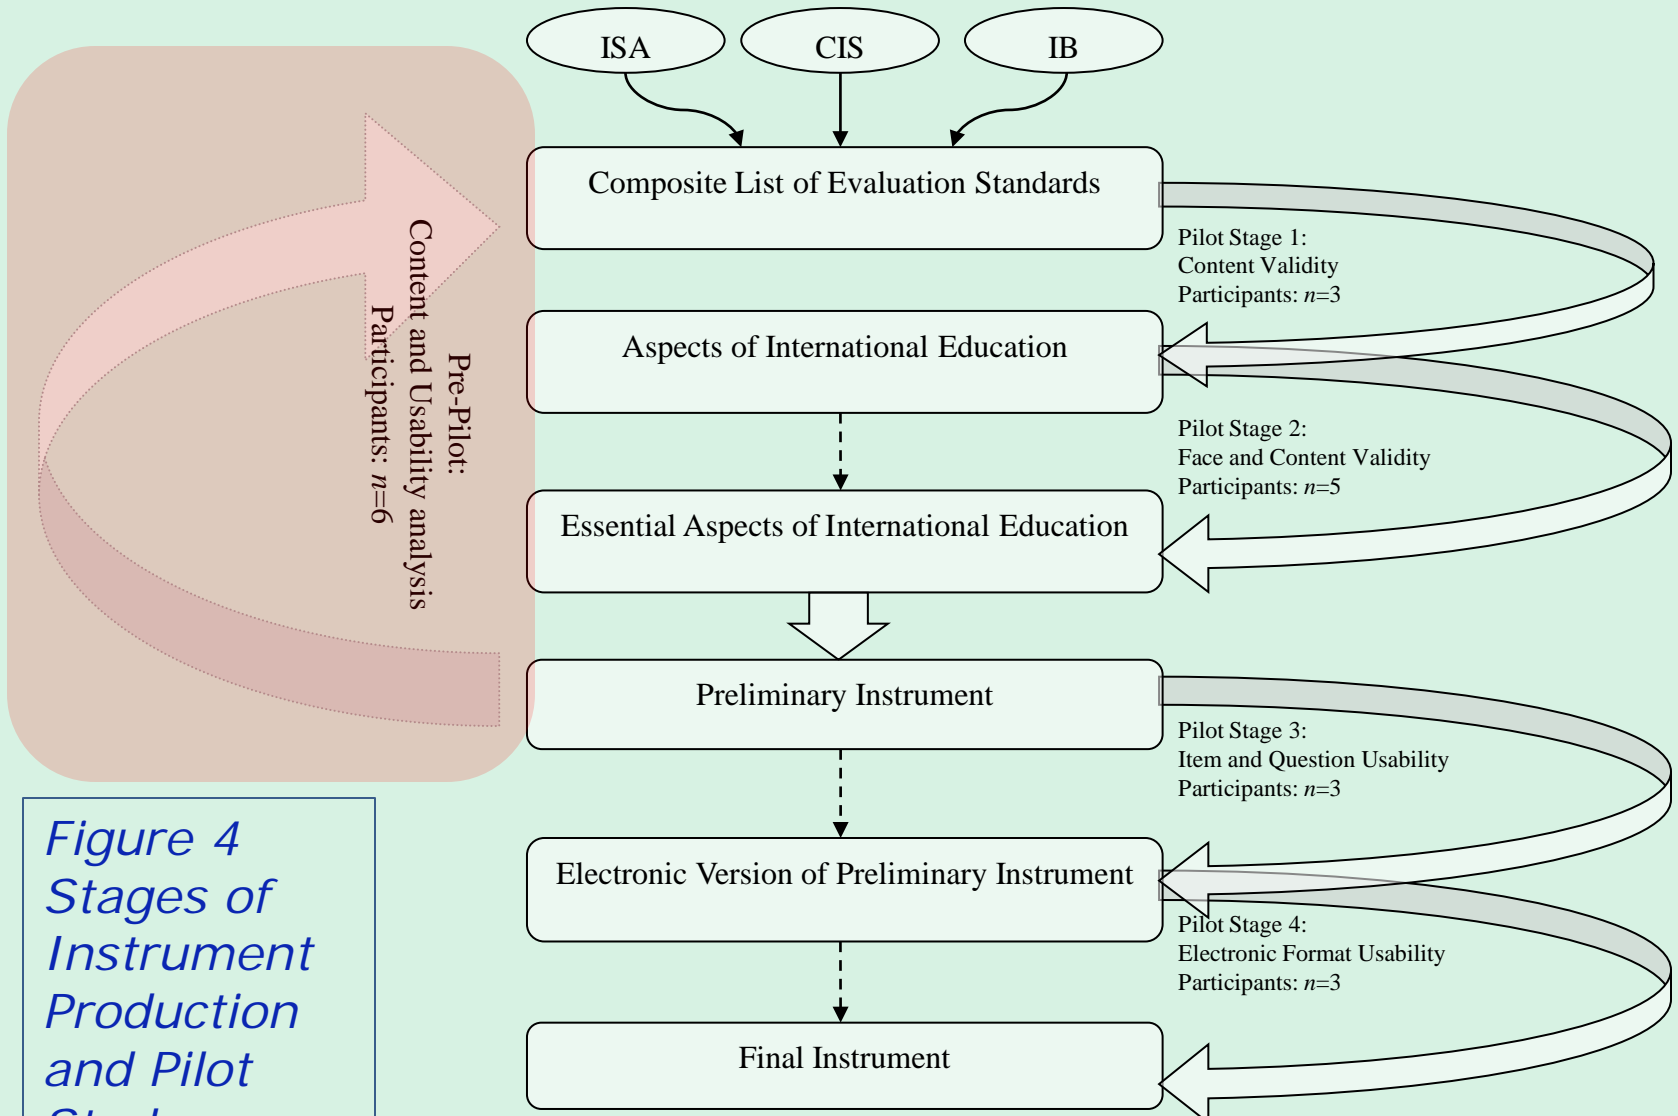 ISA
CIS
IB
Composite List of Evaluation Standards
Pilot Stage 1:
Content Validity
Participants: n=3
Aspects of International Education
Pre-Pilot:
Content and Usability analysis
Participants: n=6
Pilot Stage 2:
Face and Content Validity
Participants: n=5
Essential Aspects of International Education
Preliminary Instrument
Pilot Stage 3:
Item and Question Usability
Participants: n=3
Electronic Version of Preliminary Instrument
Pilot Stage 4:
Electronic Format Usability
Participants: n=3
Final Instrument
Figure 4
Stages of
Instrument
Production
and Pilot